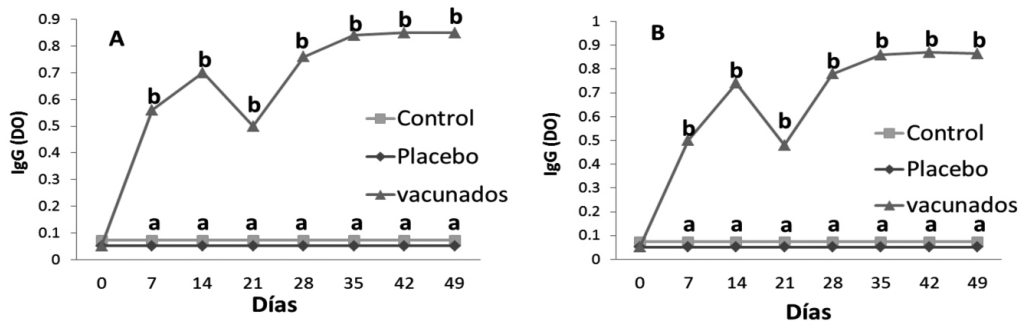 A
IgG (DO)
0.9
0.8
0.7
0.6
0.5
0.4
0.3
0.2
0.1
0
b b b b b b b
Control
Placebo
vacunados
a a a a a a a
0 7 14 21 28 35 42 49
Días
B
IgG (DO)
1
0.9
0.8
0.7
0.6
0.5
0.4
0.3
0.2
0.1
0
b b b b b b b
Control
Placebo
vacunados
a a a a a a a
0 7 14 21 28 35 42 49
Días